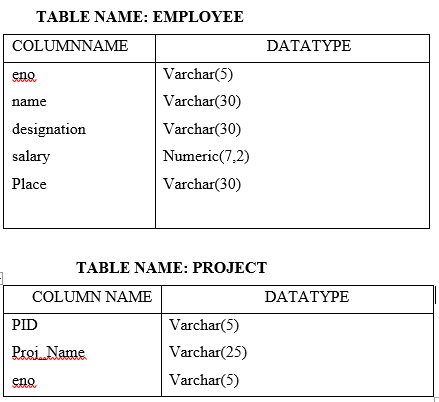 TABLE NAME: EMPLOYEE
COLUMNNAME DATATYPE
eno Varchar(5)
name Varchar(30)
designation Varchar(30)
salary Numeric(7,2)
Place Varchar(30)
TABLE NAME: PROJECT
COLUMN NAME DATATYPE
PID Varchar(5)
Proj_Name Varchar(25)
eno Varchar(5)